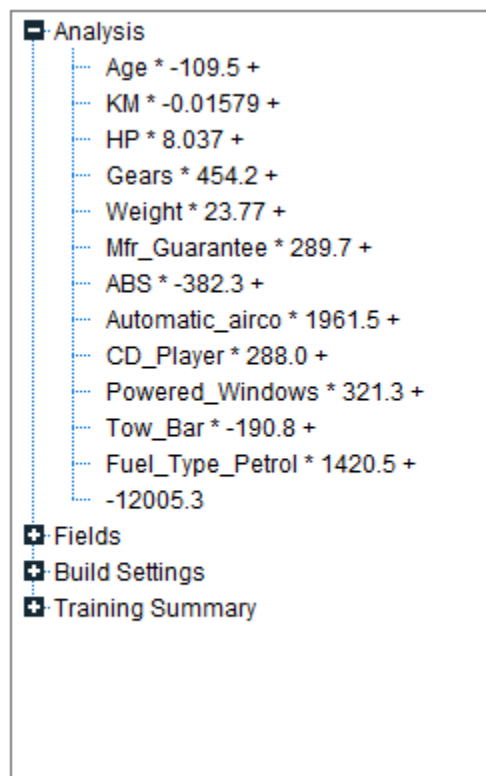 Analysis
Age * -109.5 +
KM * -0.01579 +
HP * 8.037 +
Gears * 454.2 +
Weight * 23.77 +
Mfr_Guarantee * 289.7 +
ABS * -382.3 +
Automatic_airco * 1961.5 +
CD_Player * 288.0 +
Powered_Windows * 321.3 +
Tow_Bar * -190.8 +
Fuel_Type_Petrol * 1420.5 +
-12005.3
Fields
Build Settings
Training Summary